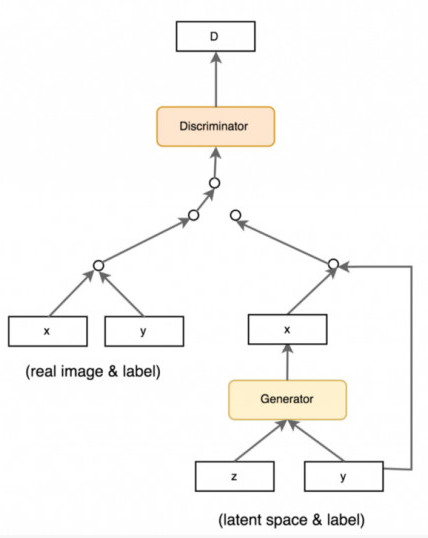 D
Discriminator
x
y
(real image & label)
x
Generator
z
y
(latent space & label)